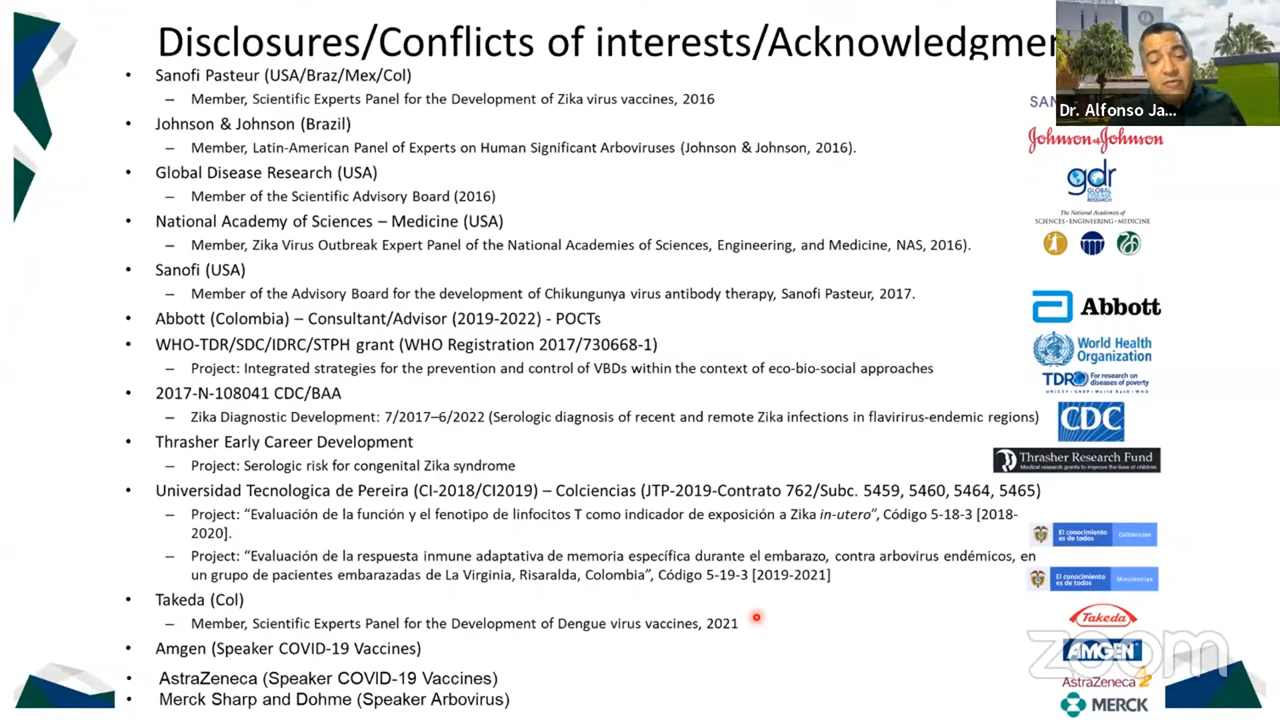 Disclosures/Conflicts of interests/Acknowledgmen
Dr. Alfonso Ja...
• Sanofi Pasteur (USA/Braz/Mex/Col)
– Member, Scientific Experts Panel for the Development of Zika virus vaccines, 2016
SAN
• Johnson & Johnson (Brazil)
Johnson & Johnson
– Member, Latin-American Panel of Experts on Human Significant Arboviruses (Johnson & Johnson, 2016).
• Global Disease Research (USA)
gdr
GLOBAL
DISEASE
RESEARCH
– Member of the Scientific Advisory Board (2016)
• National Academy of Sciences – Medicine (USA)
The National Academies of
SCIENCES • ENGINEERING • MEDICINE
– Member, Zika Virus Outbreak Expert Panel of the National Academies of Sciences, Engineering, and Medicine, NAS, 2016).
• Sanofi (USA)
– Member of the Advisory Board for the development of Chikungunya virus antibody therapy, Sanofi Pasteur, 2017.
Abbott
• Abbott (Colombia) – Consultant/Advisor (2019-2022) - POCTs
• WHO-TDR/SDC/IDRC/STPH grant (WHO Registration 2017/730668-1)
World Health
Organization
– Project: Integrated strategies for the prevention and control of VBDs within the context of eco-bio-social approaches
TDR For research on
diseases of poverty
UNICEF • UNDP • World Bank • WHO
• 2017-N-108041 CDC/BAA
– Zika Diagnostic Development: 7/2017–6/2022 (Serologic diagnosis of recent and remote Zika infections in flavirirus-endemic regions)
CDC
• Thrasher Early Career Development
Thrasher Research Fund
Medical research grants to improve the lives of children
– Project: Serologic risk for congenital Zika syndrome
• Universidad Tecnologica de Pereira (CI-2018/CI2019) – Colciencias (JTP-2019-Contrato 762/Subc. 5459, 5460, 5464, 5465)
– Project: “Evaluación de la función y el fenotipo de linfocitos T como indicador de exposición a Zika in-utero”, Código 5-18-3 [2018-
2020].
El conocimiento
es de todos
Colciencias
– Project: “Evaluación de la respuesta inmune adaptativa de memoria específica durante el embarazo, contra arbovirus endémicos, en
un grupo de pacientes embarazadas de La Virginia, Risaralda, Colombia”, Código 5-19-3 [2019-2021]
El conocimiento
es de todos
Minciencias
• Takeda (Col)
Takeda
– Member, Scientific Experts Panel for the Development of Dengue virus vaccines, 2021
• Amgen (Speaker COVID-19 Vaccines)
AMGEN
zoom
• AstraZeneca (Speaker COVID-19 Vaccines)
AstraZeneca
• Merck Sharp and Dohme (Speaker Arbovirus)
MERCK